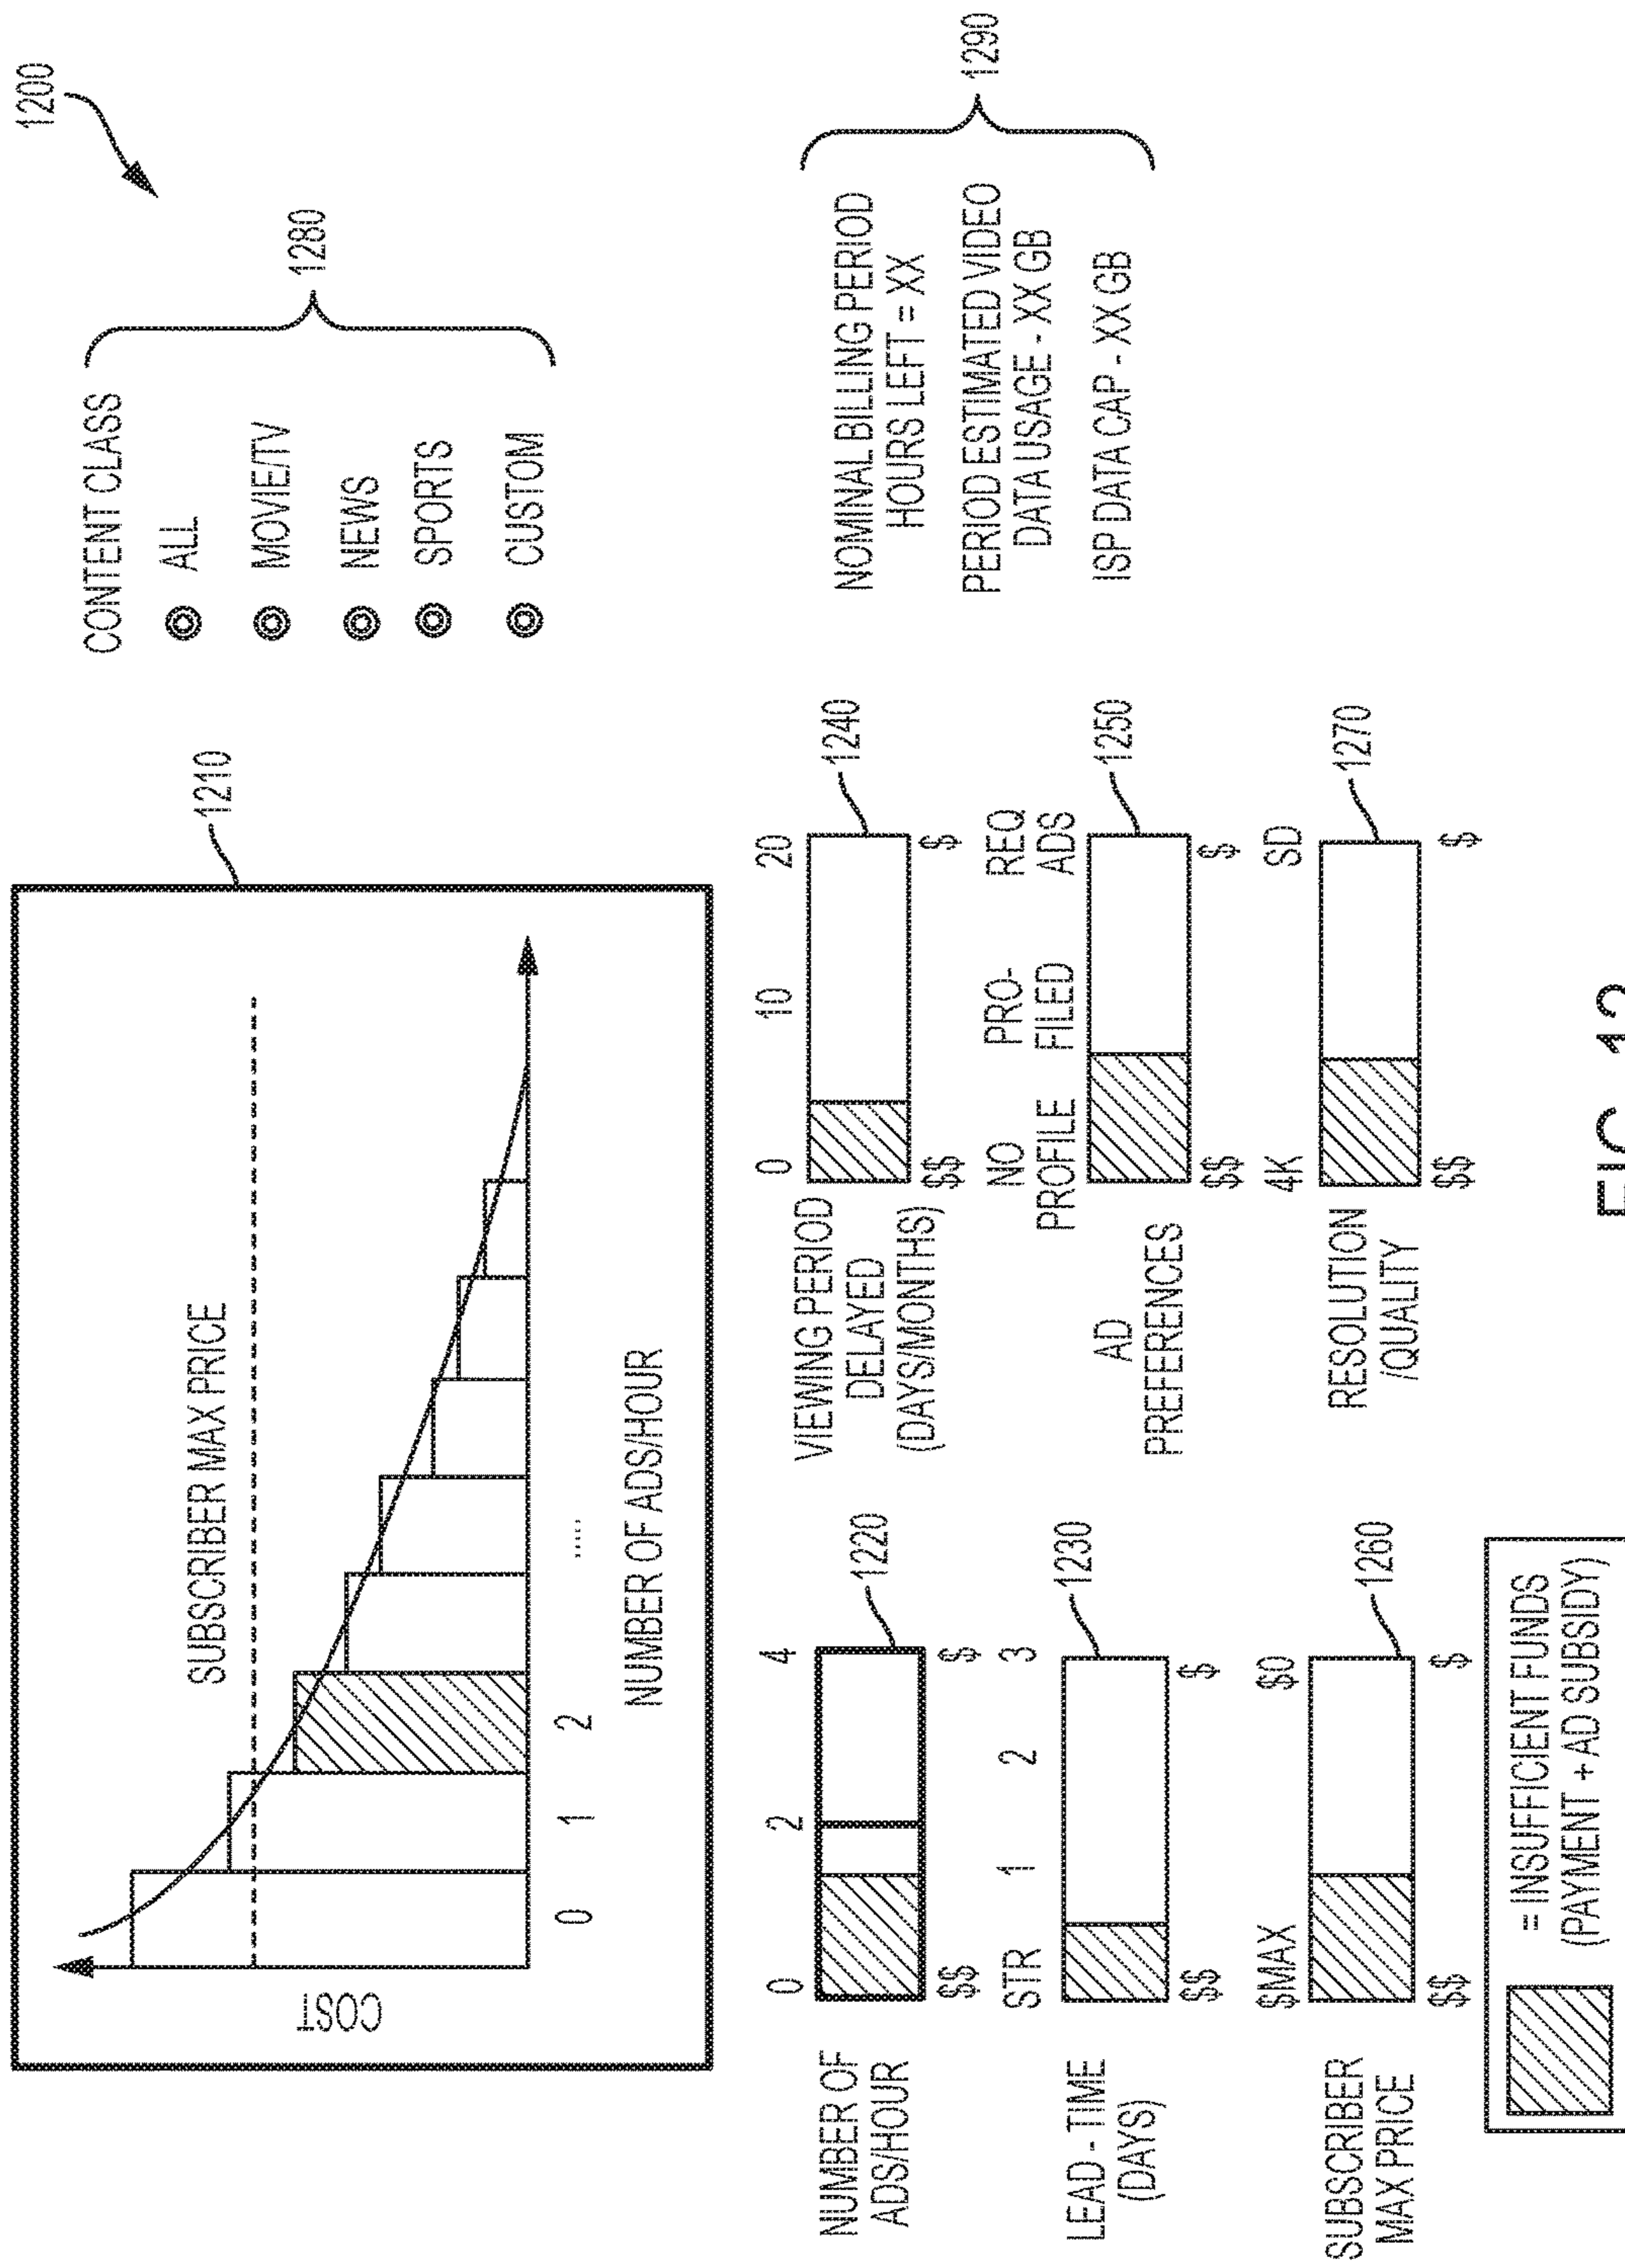 1200
1210
COST
SUBSCRIBER MAX PRICE
0 1 2 ....
NUMBER OF ADS/HOUR
CONTENT CLASS
ALL
MOVIE/TV
NEWS
SPORTS
CUSTOM
1280
NUMBER OF
ADS/HOUR
0 2 4
$$ $
1220
VIEWING PERIOD
DELAYED
(DAYS/MONTHS)
0 10 20
$$ $
1240
NOMINAL BILLING PERIOD
HOURS LEFT = XX
PERIOD ESTIMATED VIDEO
DATA USAGE - XX GB
ISP DATA CAP - XX GB
1290
LEAD - TIME
(DAYS)
STR 1 2 3
$$ $
1230
AD
PREFERENCES
NO
PROFILE
PRO-
FILED
REQ
ADS
$$ $
1250
SUBSCRIBER
MAX PRICE
$MAX $0
$$ $
1260
RESOLUTION
/QUALITY
4K SD
$$ $
1270
= INSUFFICIENT FUNDS
(PAYMENT + AD SUBSIDY)